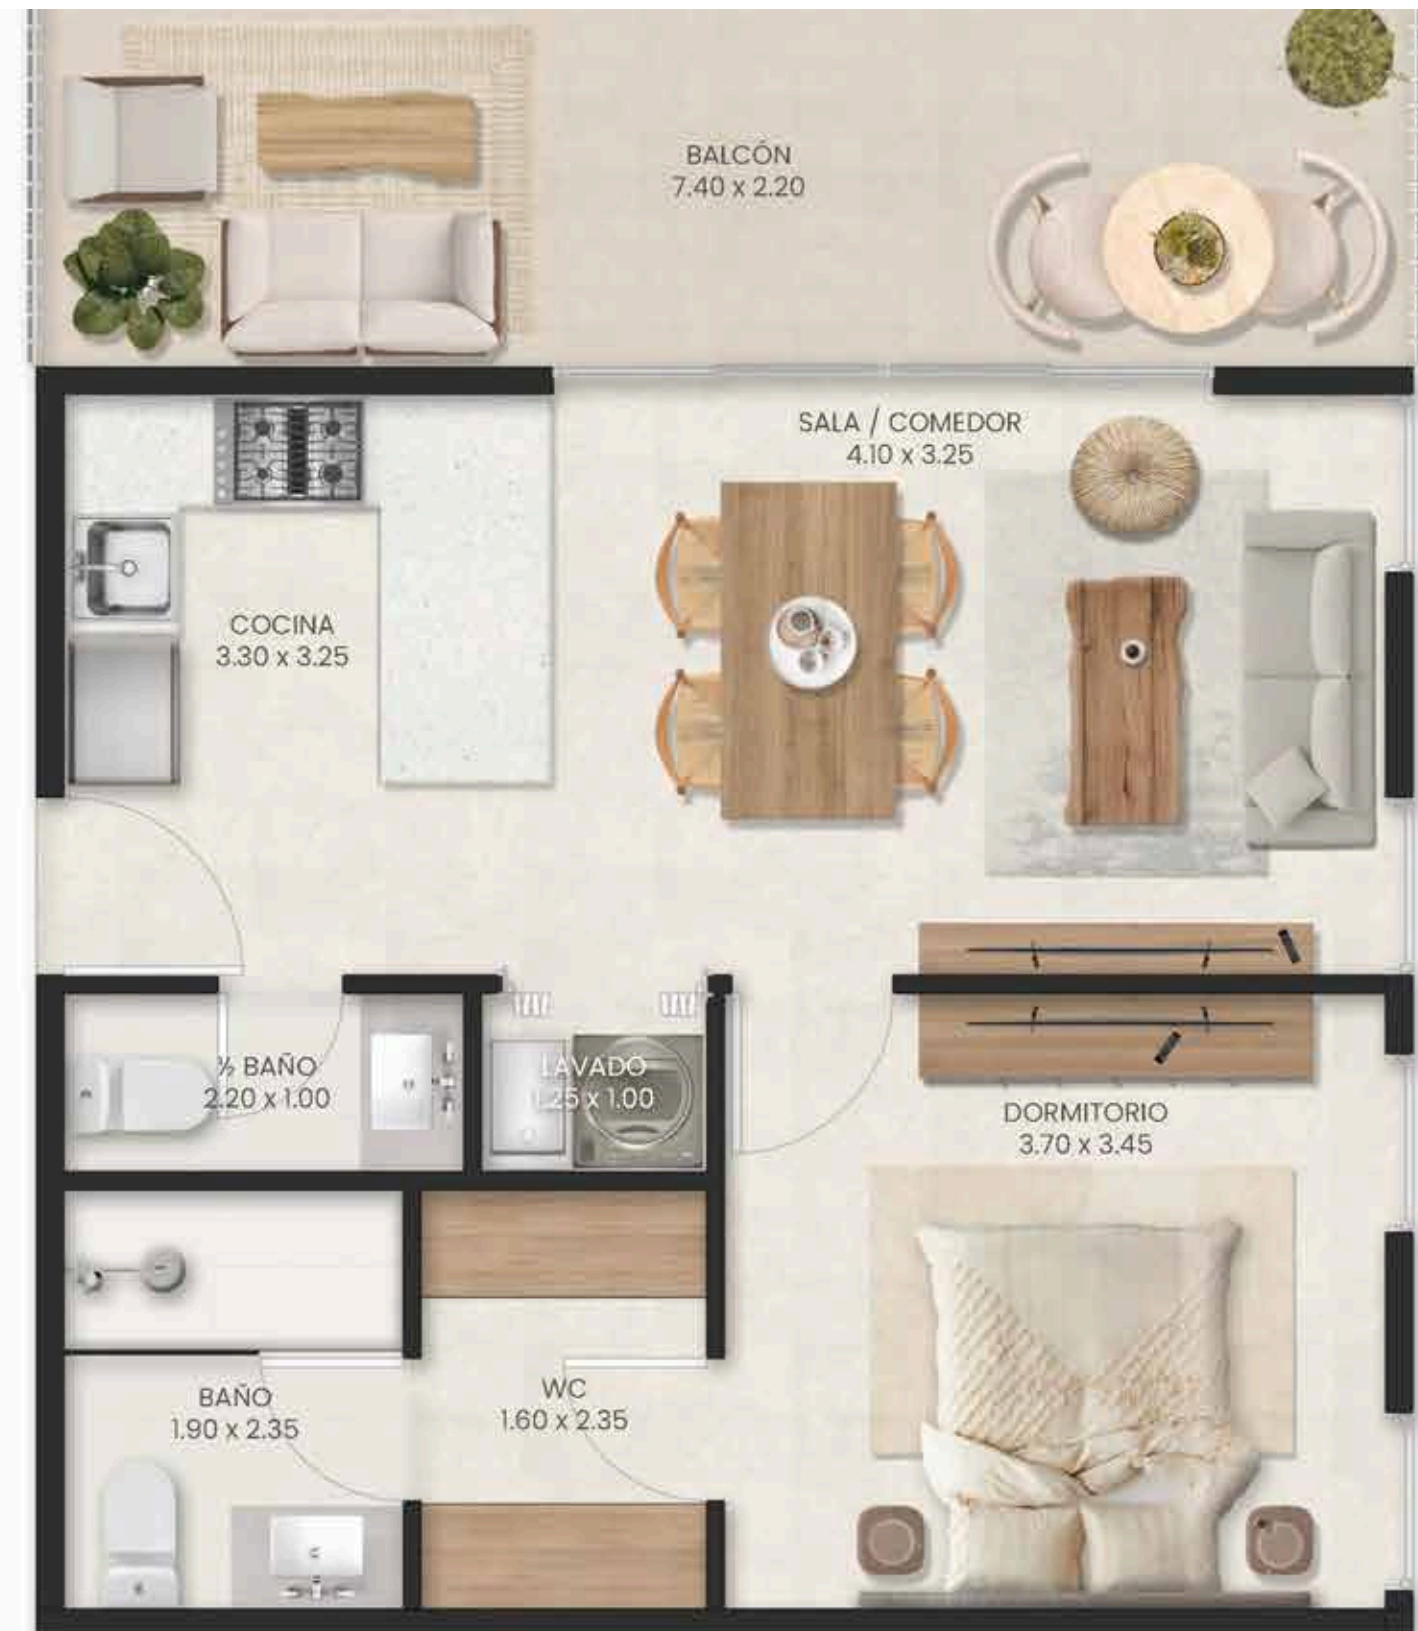 BALCÓN
7.40 x 2.20
SALA / COMEDOR
4.10 x 3.25
COCINA
3.30 x 3.25
½ BAÑO
2.20 x 1.00
LAVADO
1.25 x 1.00
DORMITORIO
3.70 x 3.45
BAÑO
1.90 x 2.35
WC
1.60 x 2.35